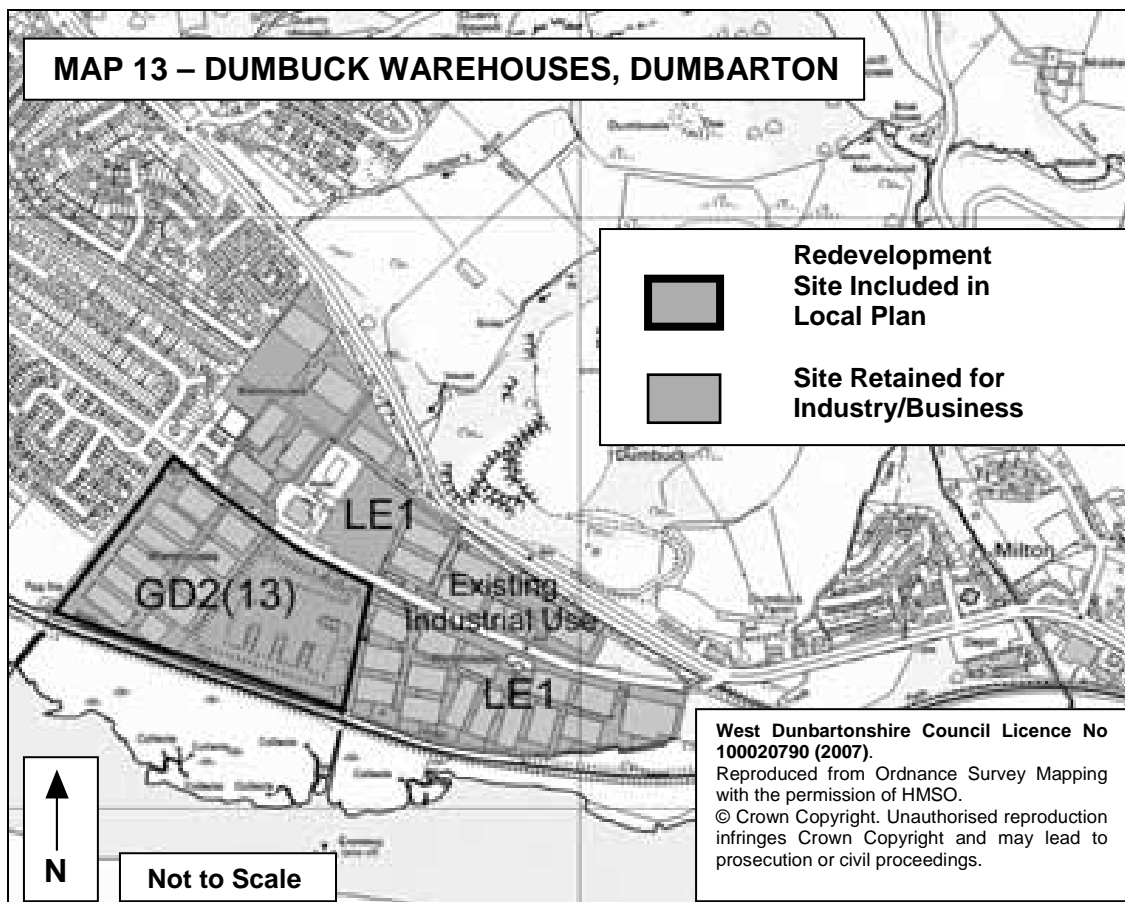 MAP 13 – DUMBUCK WAREHOUSES, DUMBARTON
Redevelopment
Site Included in
Local Plan
Site Retained for
Industry/Business
LE1
GD2(13)
Existing
Industrial Use
LE1
Dumbuck
Milton
West Dunbartonshire Council Licence No
100020790 (2007).
Reproduced from Ordnance Survey Mapping
with the permission of HMSO.
© Crown Copyright. Unauthorised reproduction
infringes Crown Copyright and may lead to
prosecution or civil proceedings.
N
Not to Scale